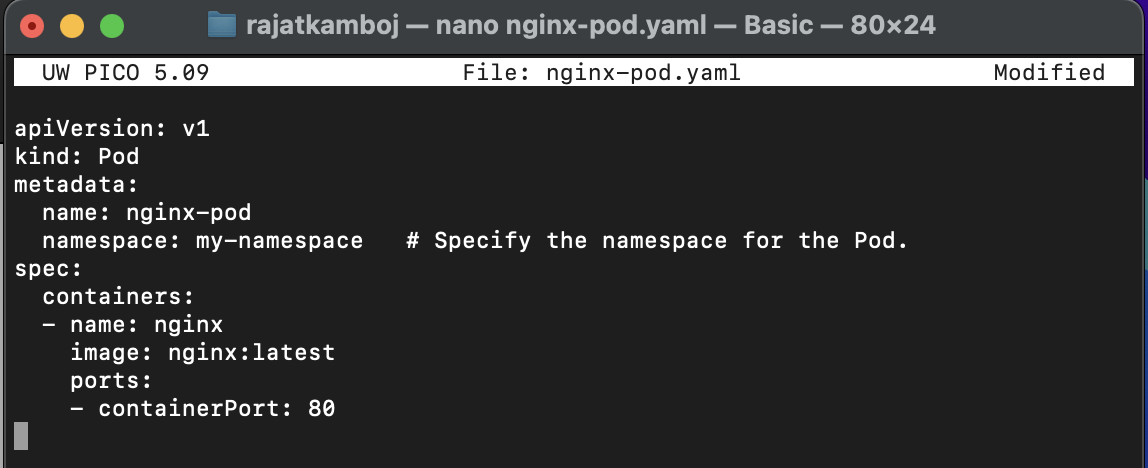 rajatkamboj — nano nginx-pod.yaml — Basic — 80×24
UW PICO 5.09 File: nginx-pod.yaml Modified
apiVersion: v1
kind: Pod
metadata:
  name: nginx-pod
  namespace: my-namespace   # Specify the namespace for the Pod.
spec:
  containers:
  - name: nginx
    image: nginx:latest
    ports:
    - containerPort: 80